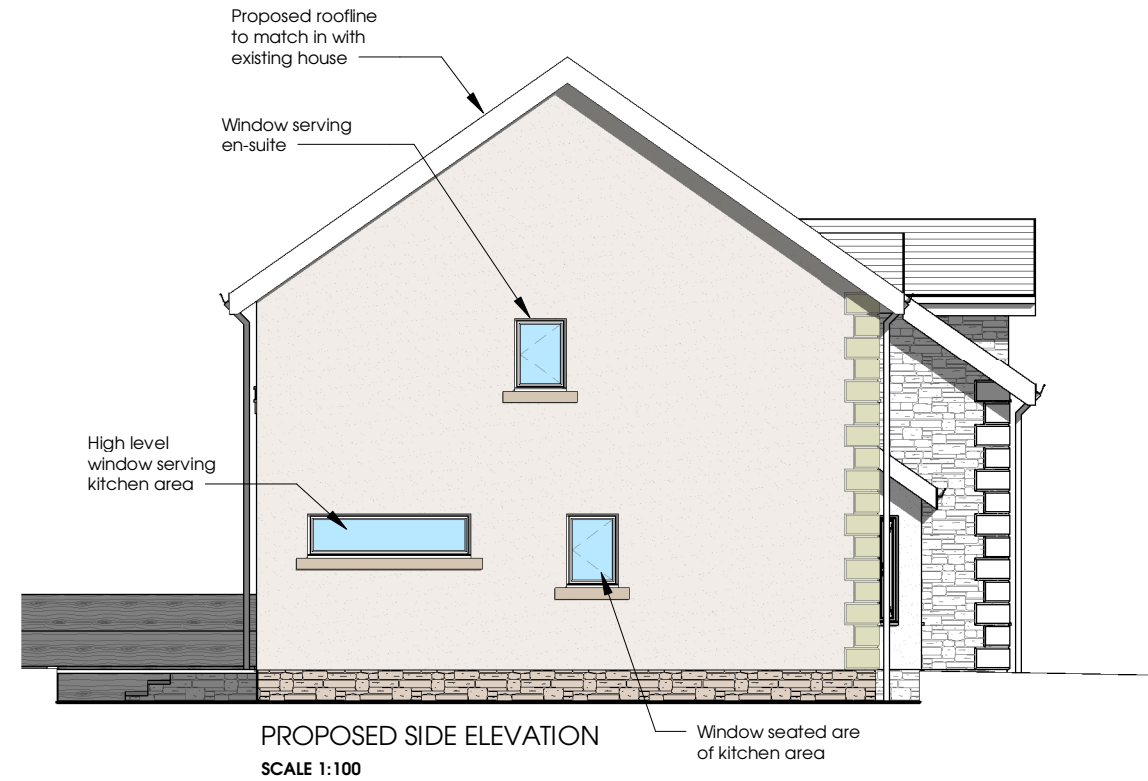 Proposed roofline
to match in with
existing house
Window serving
en-suite
High level
window serving
kitchen area
Window seated are
of kitchen area
PROPOSED SIDE ELEVATION
SCALE 1:100